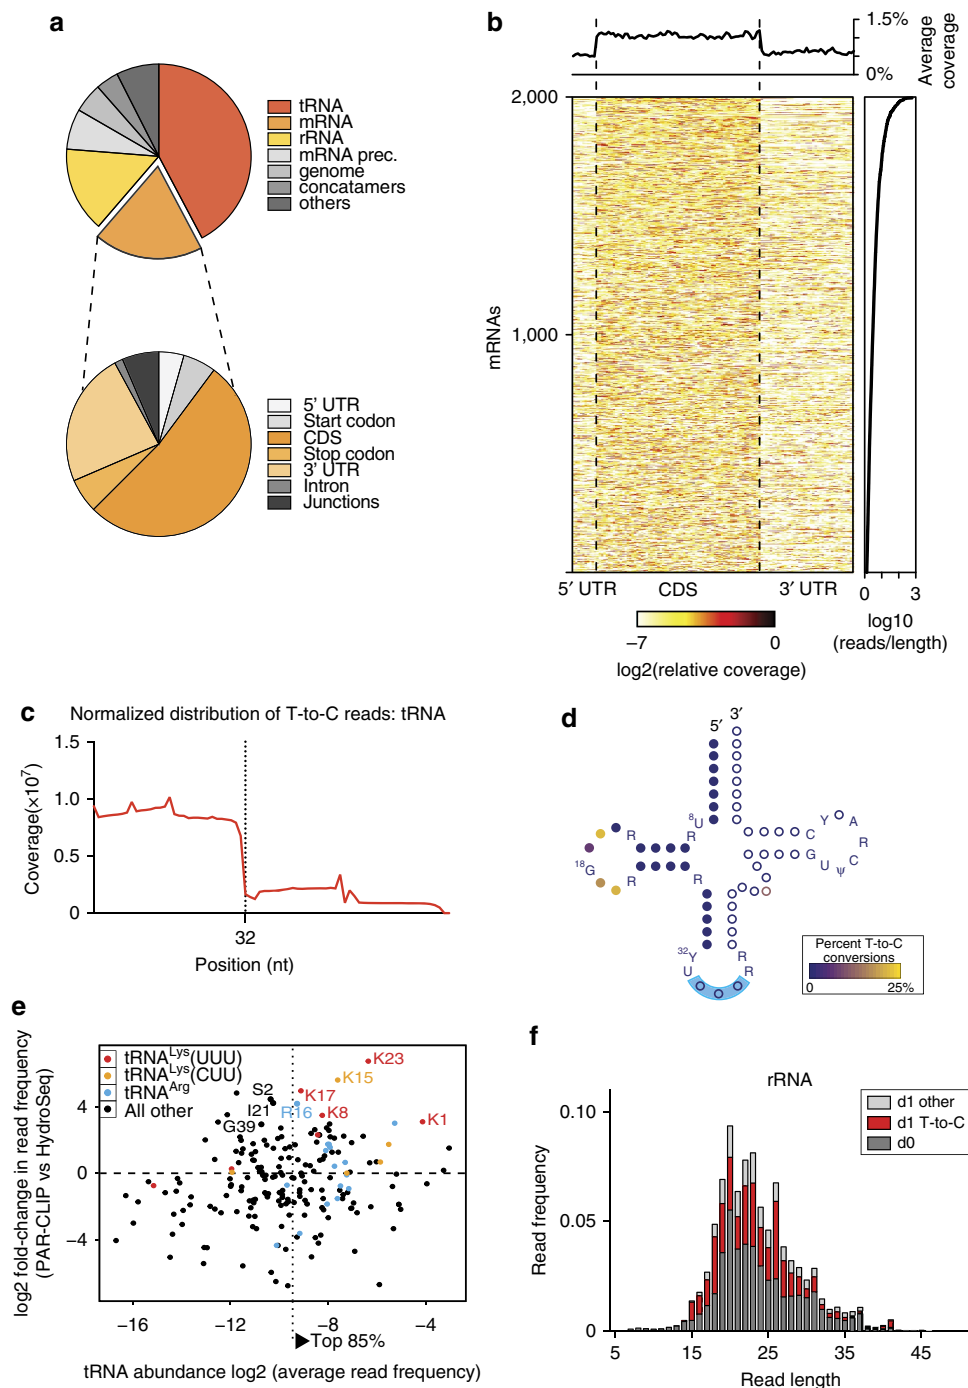 a
tRNA
mRNA
rRNA
mRNA prec.
genome
concatamers
others
5′ UTR
Start codon
CDS
Stop codon
3′ UTR
Intron
Junctions
b
1.5%
0%
Average
coverage
2,000
1,000
mRNAs
5′ UTR CDS 3′ UTR
0 3
log10
(reads/length)
−7 0
log2(relative coverage)
c
Normalized distribution of T-to-C reads: tRNA
1.5
1.0
0.5
0
Coverage(×10⁷)
32
Position (nt)
d
5′ 3′
⁸U
R
R
¹⁸G
R
R
C Y A
R
C
ψ
U
G
³²Y
U
R
R
Percent T-to-C
conversions
0 25%
e
tRNA^Lys(UUU)
tRNA^Lys(CUU)
tRNA^Arg
All other
K23
K15
K17
S2
I21
R16
K8
K1
G39
4
0
−4
log2 fold-change in read frequency
(PAR-CLIP vs HydroSeq)
−16 −12 −8 −4
▶Top 85%
tRNA abundance log2 (average read frequency)
f
rRNA
d1 other
d1 T-to-C
d0
0.10
0.05
0
Read frequency
5 15 25 35 45
Read length